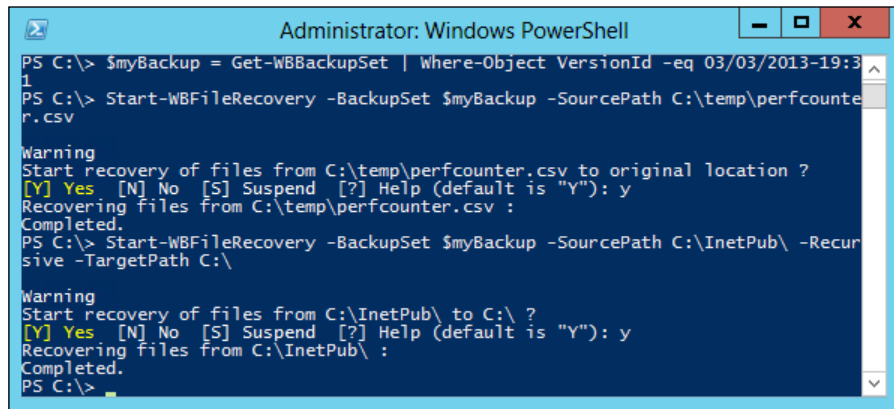 Administrator: Windows PowerShell
PS C:\> $myBackup = Get-WBBackupSet | Where-Object VersionId -eq 03/03/2013-19:3
1
PS C:\> Start-WBFileRecovery -BackupSet $myBackup -SourcePath C:\temp\perfcounte
r.csv
Warning
Start recovery of files from C:\temp\perfcounter.csv to original location ?
[Y] Yes  [N] No  [S] Suspend  [?] Help (default is "Y"): y
Recovering files from C:\temp\perfcounter.csv :
Completed.
PS C:\> Start-WBFileRecovery -BackupSet $myBackup -SourcePath C:\InetPub\ -Recur
sive -TargetPath C:\
Warning
Start recovery of files from C:\InetPub\ to C:\ ?
[Y] Yes  [N] No  [S] Suspend  [?] Help (default is "Y"): y
Recovering files from C:\InetPub\ :
Completed.
PS C:\> _